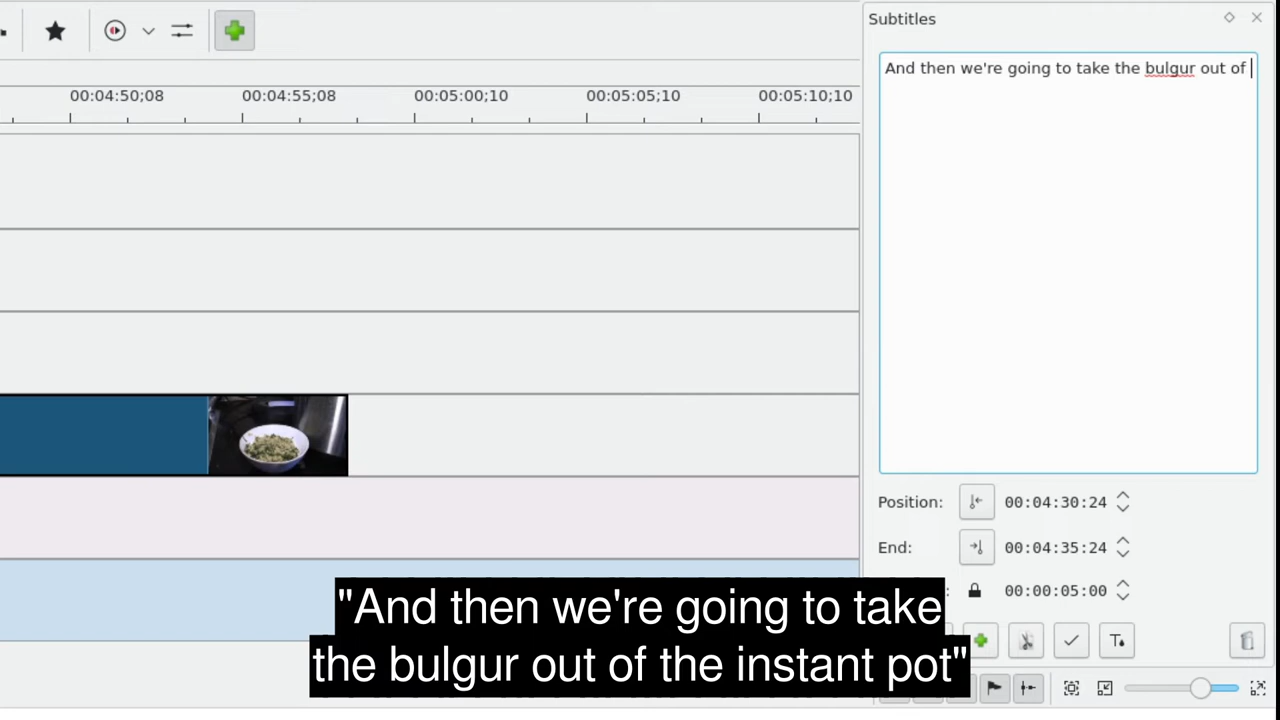 Subtitles
And then we're going to take the bulgur out of
00:04:50;08 00:04:55;08 00:05:00;10 00:05:05;10 00:05:10;10
Position: 00:04:30:24
End: 00:04:35:24
00:00:05:00
"And then we're going to take
the bulgur out of the instant pot"